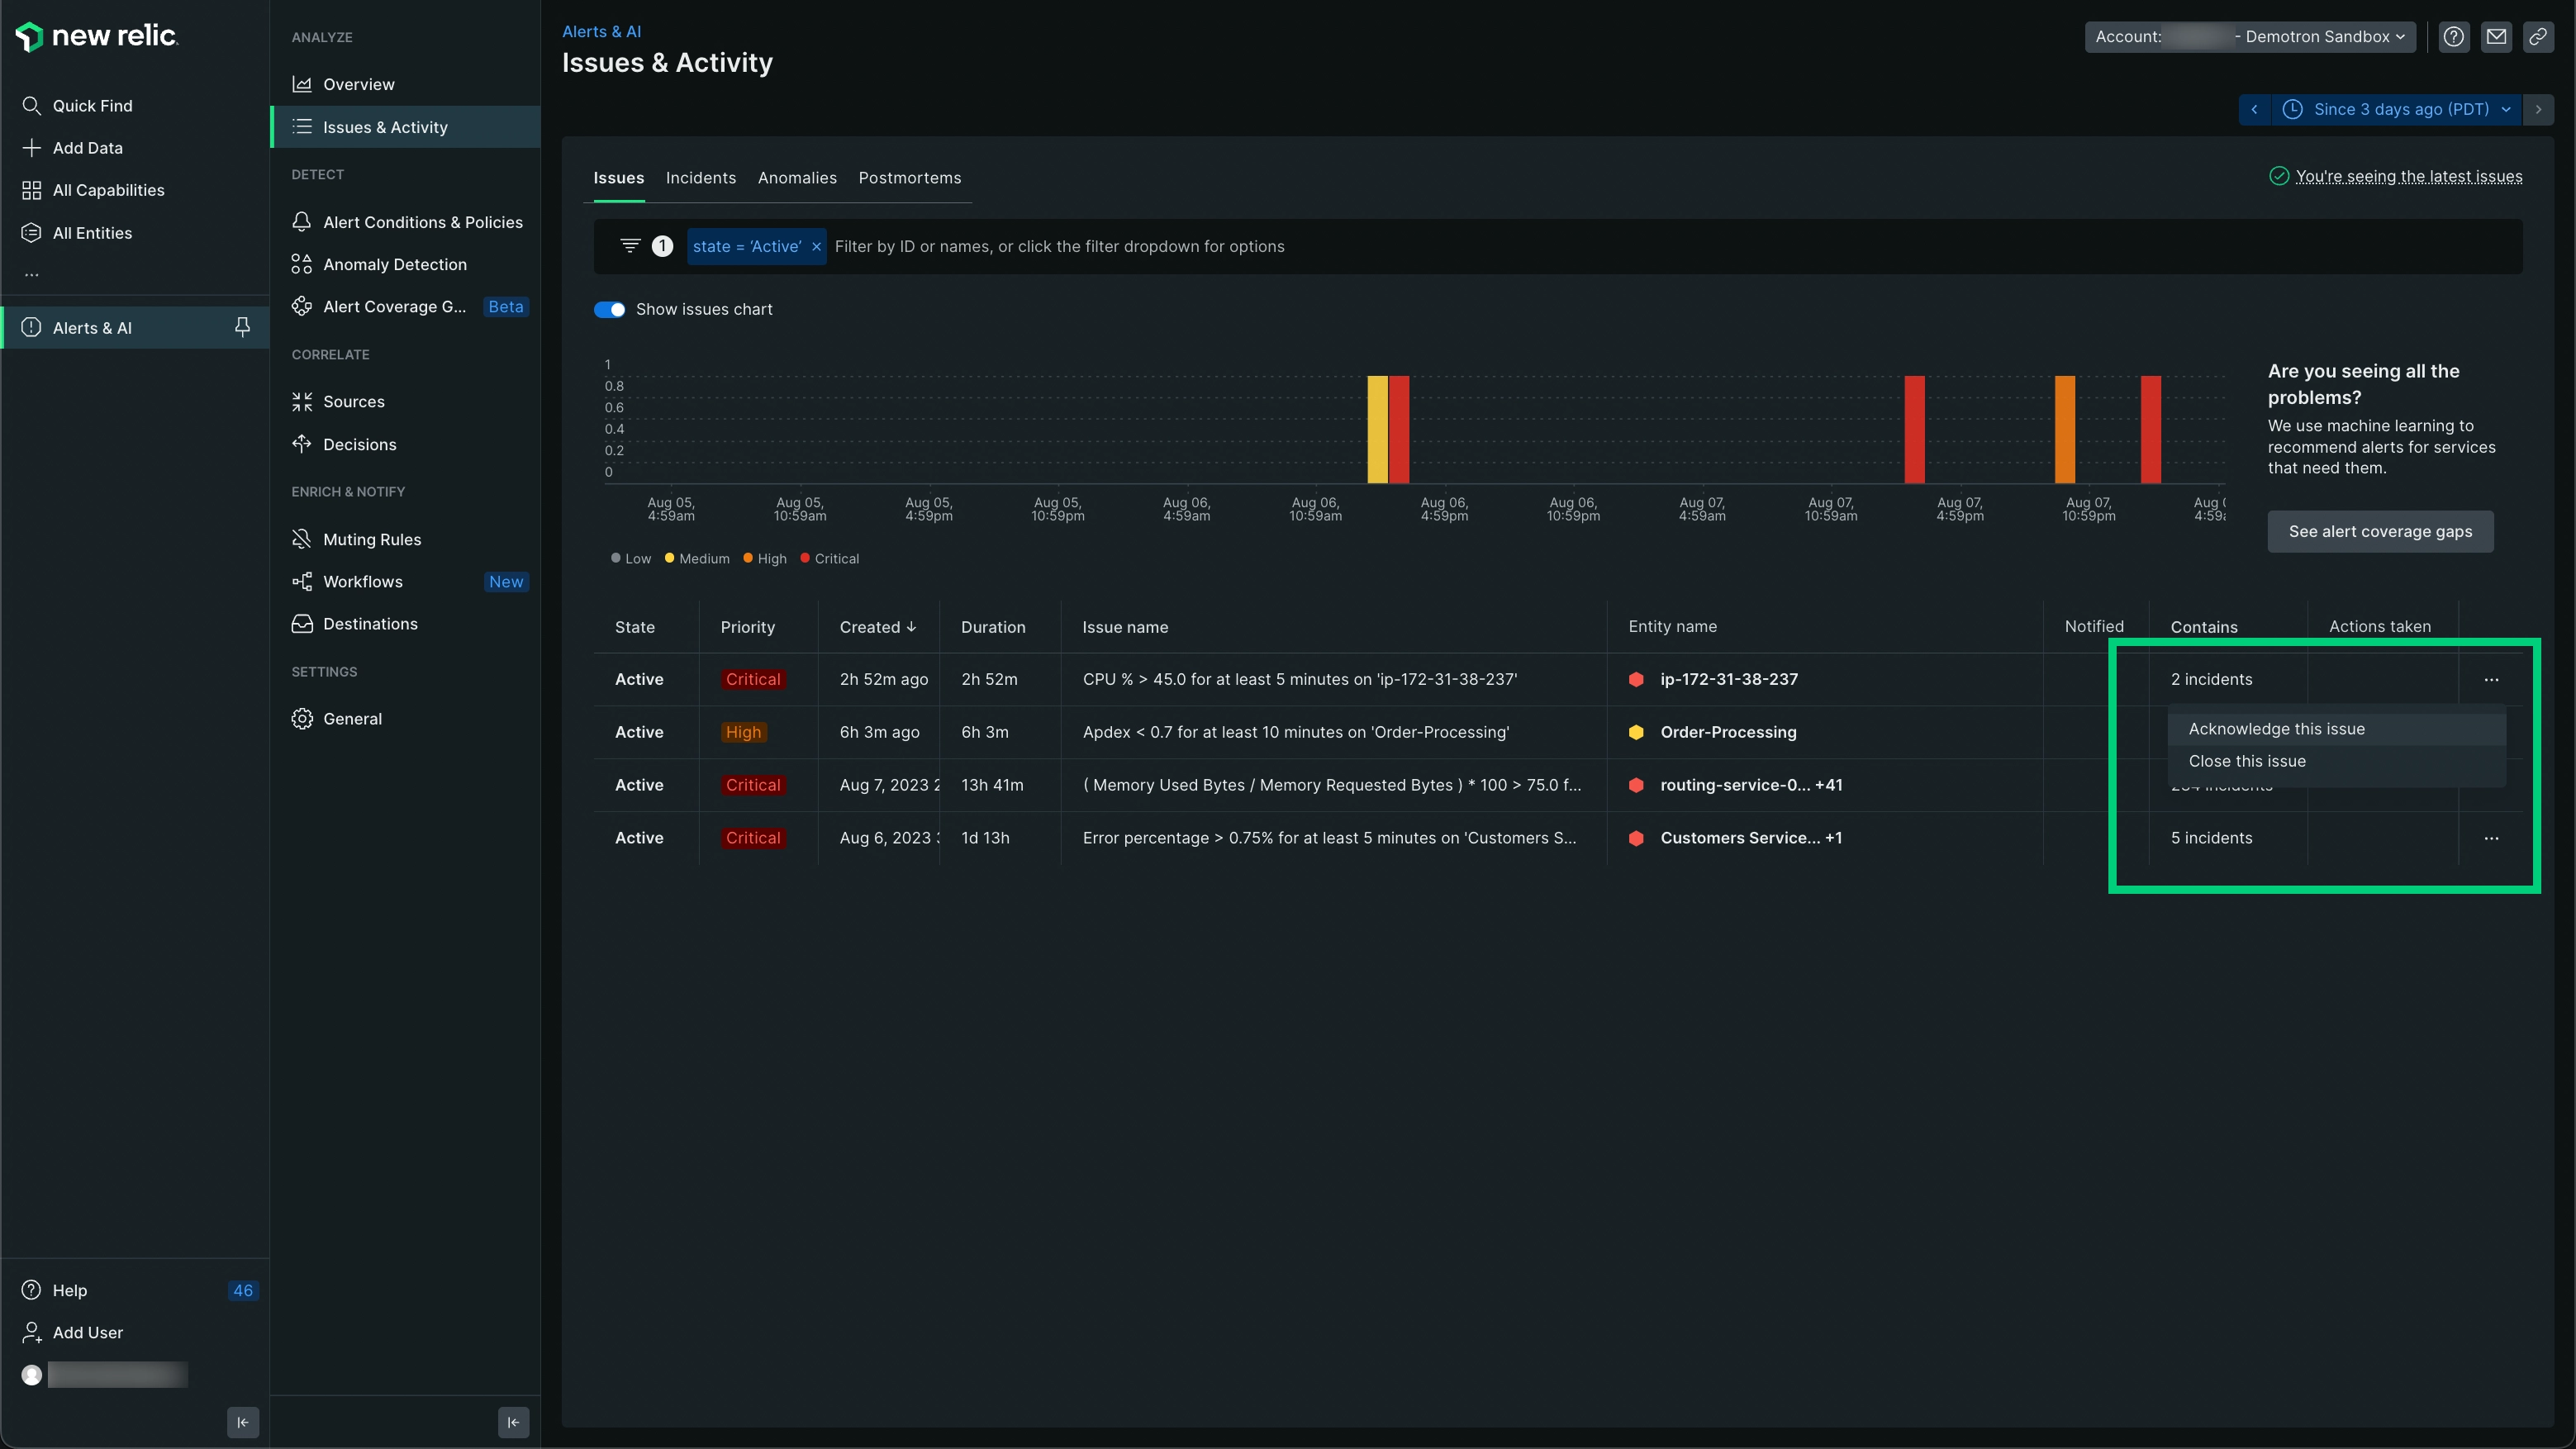 new relic.
Quick Find
Add Data
All Capabilities
All Entities
...
Alerts & AI
Help 46
Add User
ANALYZE
Overview
Issues & Activity
DETECT
Alert Conditions & Policies
Anomaly Detection
Alert Coverage G... Beta
CORRELATE
Sources
Decisions
ENRICH & NOTIFY
Muting Rules
Workflows New
Destinations
SETTINGS
General
Alerts & AI
Issues & Activity
Account: - Demotron Sandbox
Since 3 days ago (PDT)
Issues Incidents Anomalies Postmortems
You're seeing the latest issues
1 state = ‘Active’ × Filter by ID or names, or click the filter dropdown for options
Show issues chart
1
0.8
0.6
0.4
0.2
0
Aug 05, Aug 05, Aug 05, Aug 05, Aug 06, Aug 06, Aug 06, Aug 06, Aug 07, Aug 07, Aug 07, Aug 07, Aug
4:59am 10:59am 4:59pm 10:59pm 4:59am 10:59am 4:59pm 10:59pm 4:59am 10:59am 4:59pm 10:59pm 4:59
Low Medium High Critical
Are you seeing all the
problems?
We use machine learning to
recommend alerts for services
that need them.
See alert coverage gaps
State Priority Created ↓ Duration Issue name Entity name Notified Contains Actions taken
Active Critical 2h 52m ago 2h 52m CPU % > 45.0 for at least 5 minutes on 'ip-172-31-38-237' ip-172-31-38-237 2 incidents ...
Active High 6h 3m ago 6h 3m Apdex < 0.7 for at least 10 minutes on 'Order-Processing' Order-Processing
Acknowledge this issue
Close this issue
Active Critical Aug 7, 2023 13h 41m ( Memory Used Bytes / Memory Requested Bytes ) * 100 > 75.0 f... routing-service-0... +41 incidents
Active Critical Aug 6, 2023 1d 13h Error percentage > 0.75% for at least 5 minutes on 'Customers S... Customers Service... +1 5 incidents ...